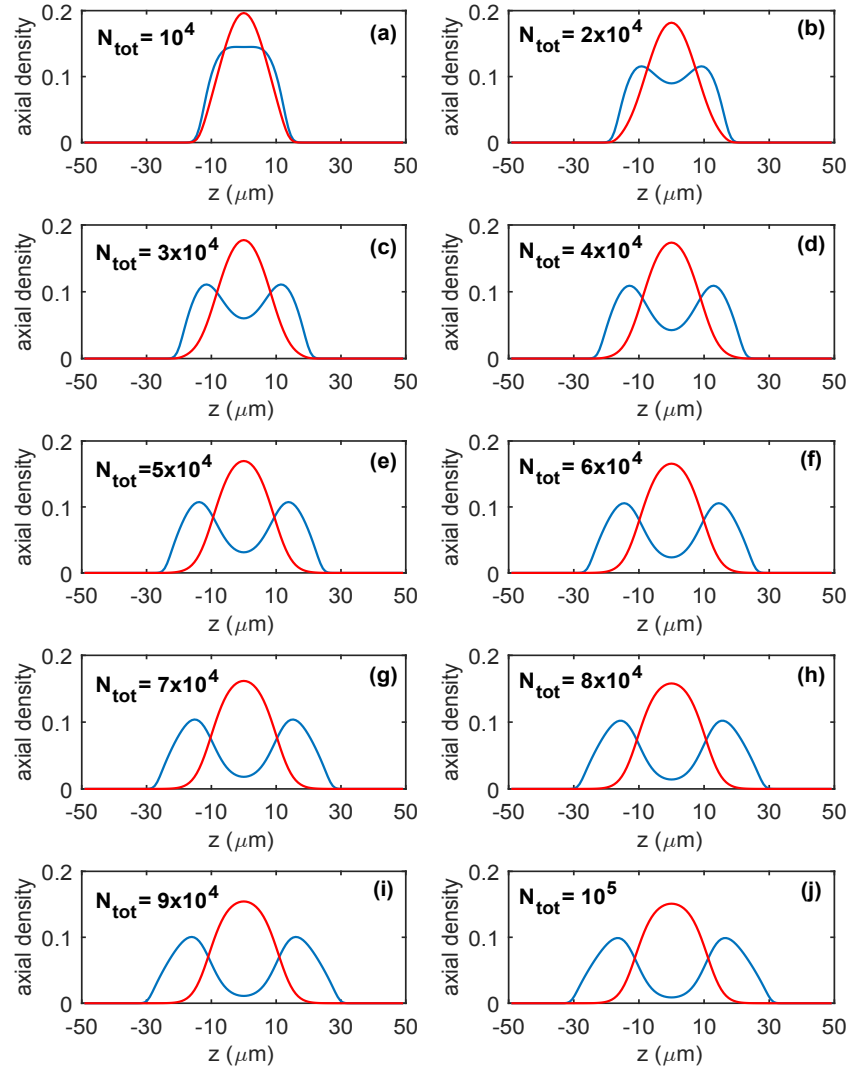 0.2
0.1
0
axial density
N_tot = 10^4
(a)
-50 -30 -10 10 30 50
z (μm)
0.2
0.1
0
axial density
N_tot = 2x10^4
(b)
-50 -30 -10 10 30 50
z (μm)
0.2
0.1
0
axial density
N_tot = 3x10^4
(c)
-50 -30 -10 10 30 50
z (μm)
0.2
0.1
0
axial density
N_tot = 4x10^4
(d)
-50 -30 -10 10 30 50
z (μm)
0.2
0.1
0
axial density
N_tot =5x10^4
(e)
-50 -30 -10 10 30 50
z (μm)
0.2
0.1
0
axial density
N_tot = 6x10^4
(f)
-50 -30 -10 10 30 50
z (μm)
0.2
0.1
0
axial density
N_tot = 7x10^4
(g)
-50 -30 -10 10 30 50
z (μm)
0.2
0.1
0
axial density
N_tot = 8x10^4
(h)
-50 -30 -10 10 30 50
z (μm)
0.2
0.1
0
axial density
N_tot = 9x10^4
(i)
-50 -30 -10 10 30 50
z (μm)
0.2
0.1
0
axial density
N_tot = 10^5
(j)
-50 -30 -10 10 30 50
z (μm)